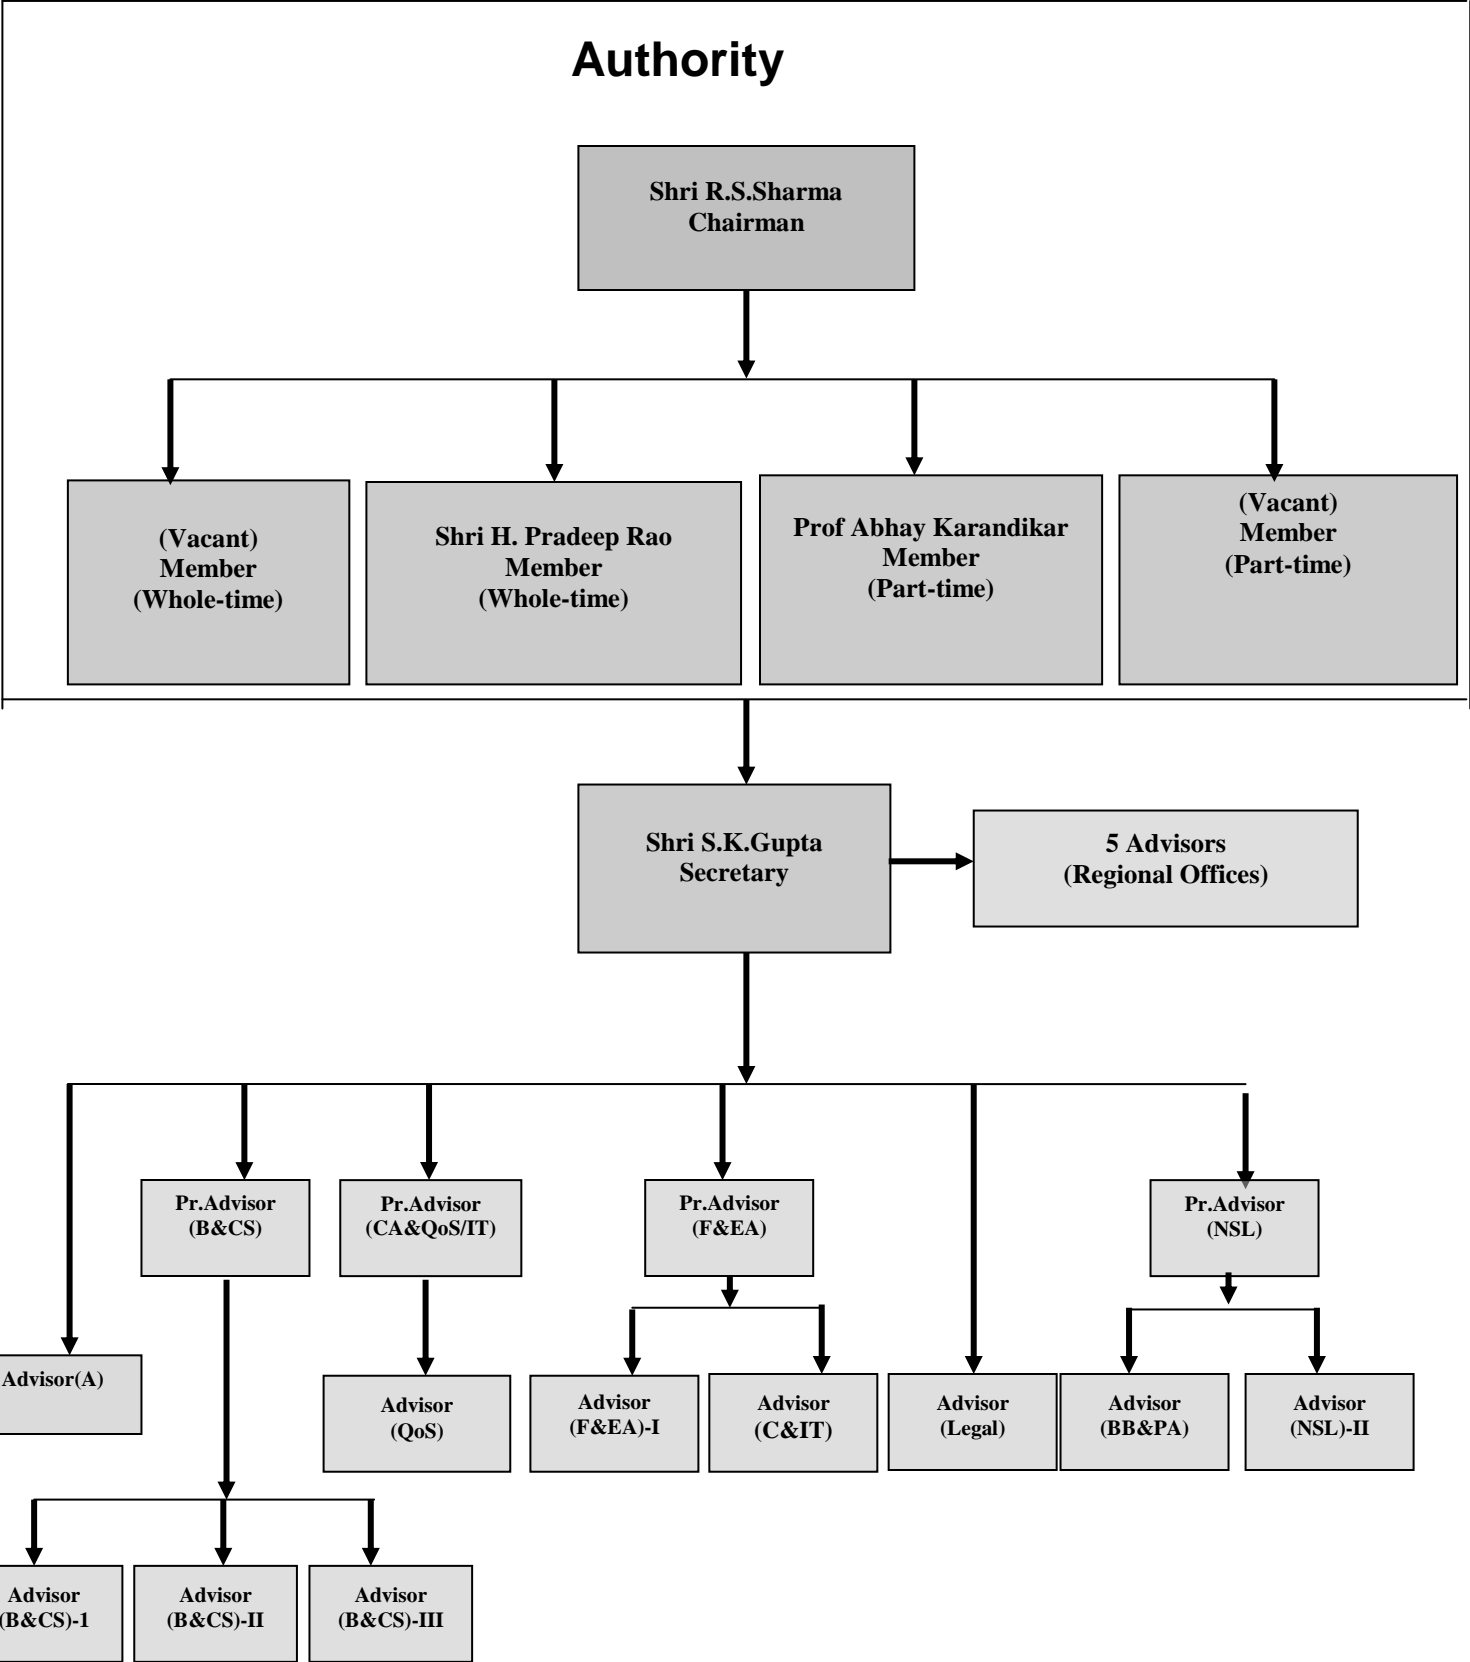 Authority
Shri R.S.Sharma
Chairman
(Vacant)
Member
(Whole-time)
Shri H. Pradeep Rao
Member
(Whole-time)
Prof Abhay Karandikar
Member
(Part-time)
(Vacant)
Member
(Part-time)
Shri S.K.Gupta
Secretary
5 Advisors
(Regional Offices)
Pr.Advisor
(B&CS)
Pr.Advisor
(CA&QoS/IT)
Pr.Advisor
(F&EA)
Pr.Advisor
(NSL)
Advisor(A)
Advisor
(QoS)
Advisor
(F&EA)-I
Advisor
(C&IT)
Advisor
(Legal)
Advisor
(BB&PA)
Advisor
(NSL)-II
Advisor
(B&CS)-1
Advisor
(B&CS)-II
Advisor
(B&CS)-III